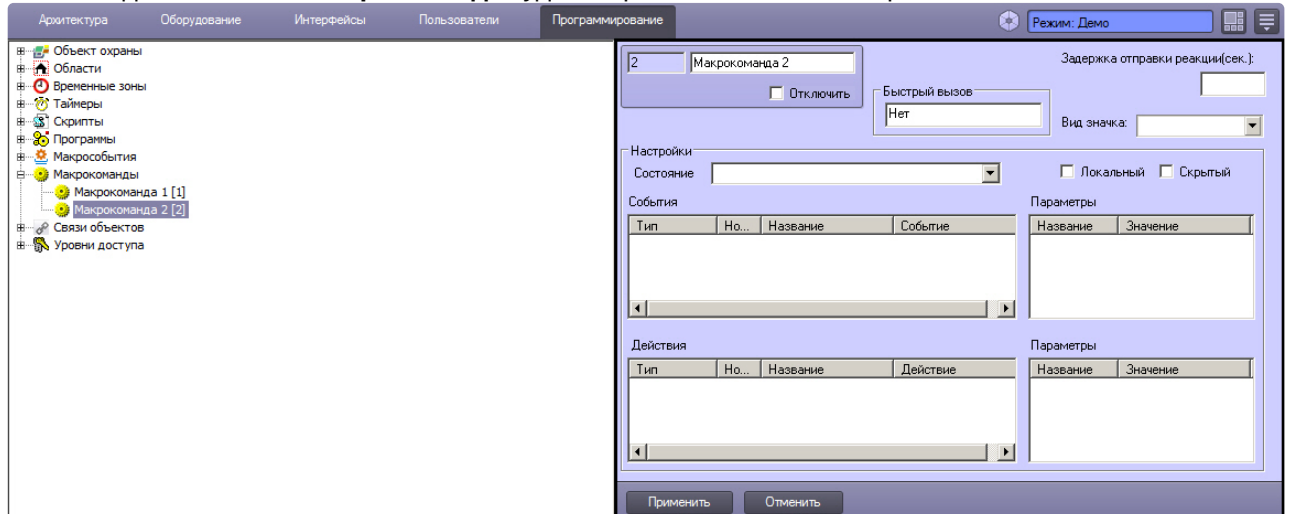 Архитектура Оборудование Интерфейсы Пользователи Программирование Режим: Демо
Объект охраны
Области
Временные зоны
Таймеры
Скрипты
Программы
Макрособытия
Макрокоманды
Макрокоманда 1 [1]
Макрокоманда 2 [2]
Связи объектов
Уровни доступа
2 Макрокоманда 2
Отключить
Быстрый вызов
Нет
Задержка отправки реакции(сек.):
Вид значка:
Настройки
Состояние
Локальный Скрытый
События
Тип Но... Название Событие
Параметры
Название Значение
Действия
Тип Но... Название Действие
Параметры
Название Значение
Применить Отменить